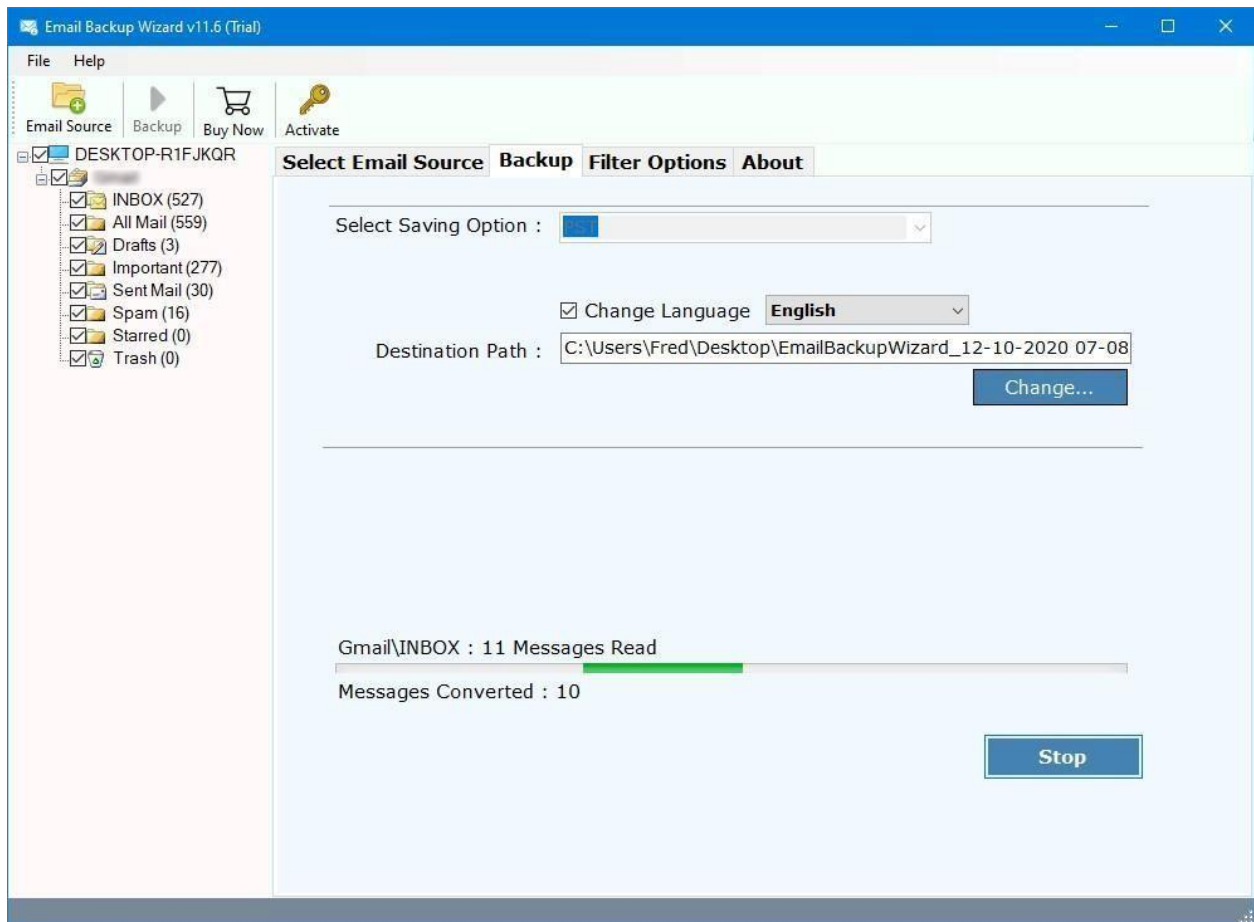 Email Backup Wizard v11.6 (Trial)
File Help
Email Source Backup Buy Now Activate
DESKTOP-R1FJKQR
INBOX (527)
All Mail (559)
Drafts (3)
Important (277)
Sent Mail (30)
Spam (16)
Starred (0)
Trash (0)
Select Email Source Backup Filter Options About
Select Saving Option : PST
Change Language English
Destination Path : C:\Users\Fred\Desktop\EmailBackupWizard_12-10-2020 07-08
Change...
Gmail\INBOX : 11 Messages Read
Messages Converted : 10
Stop